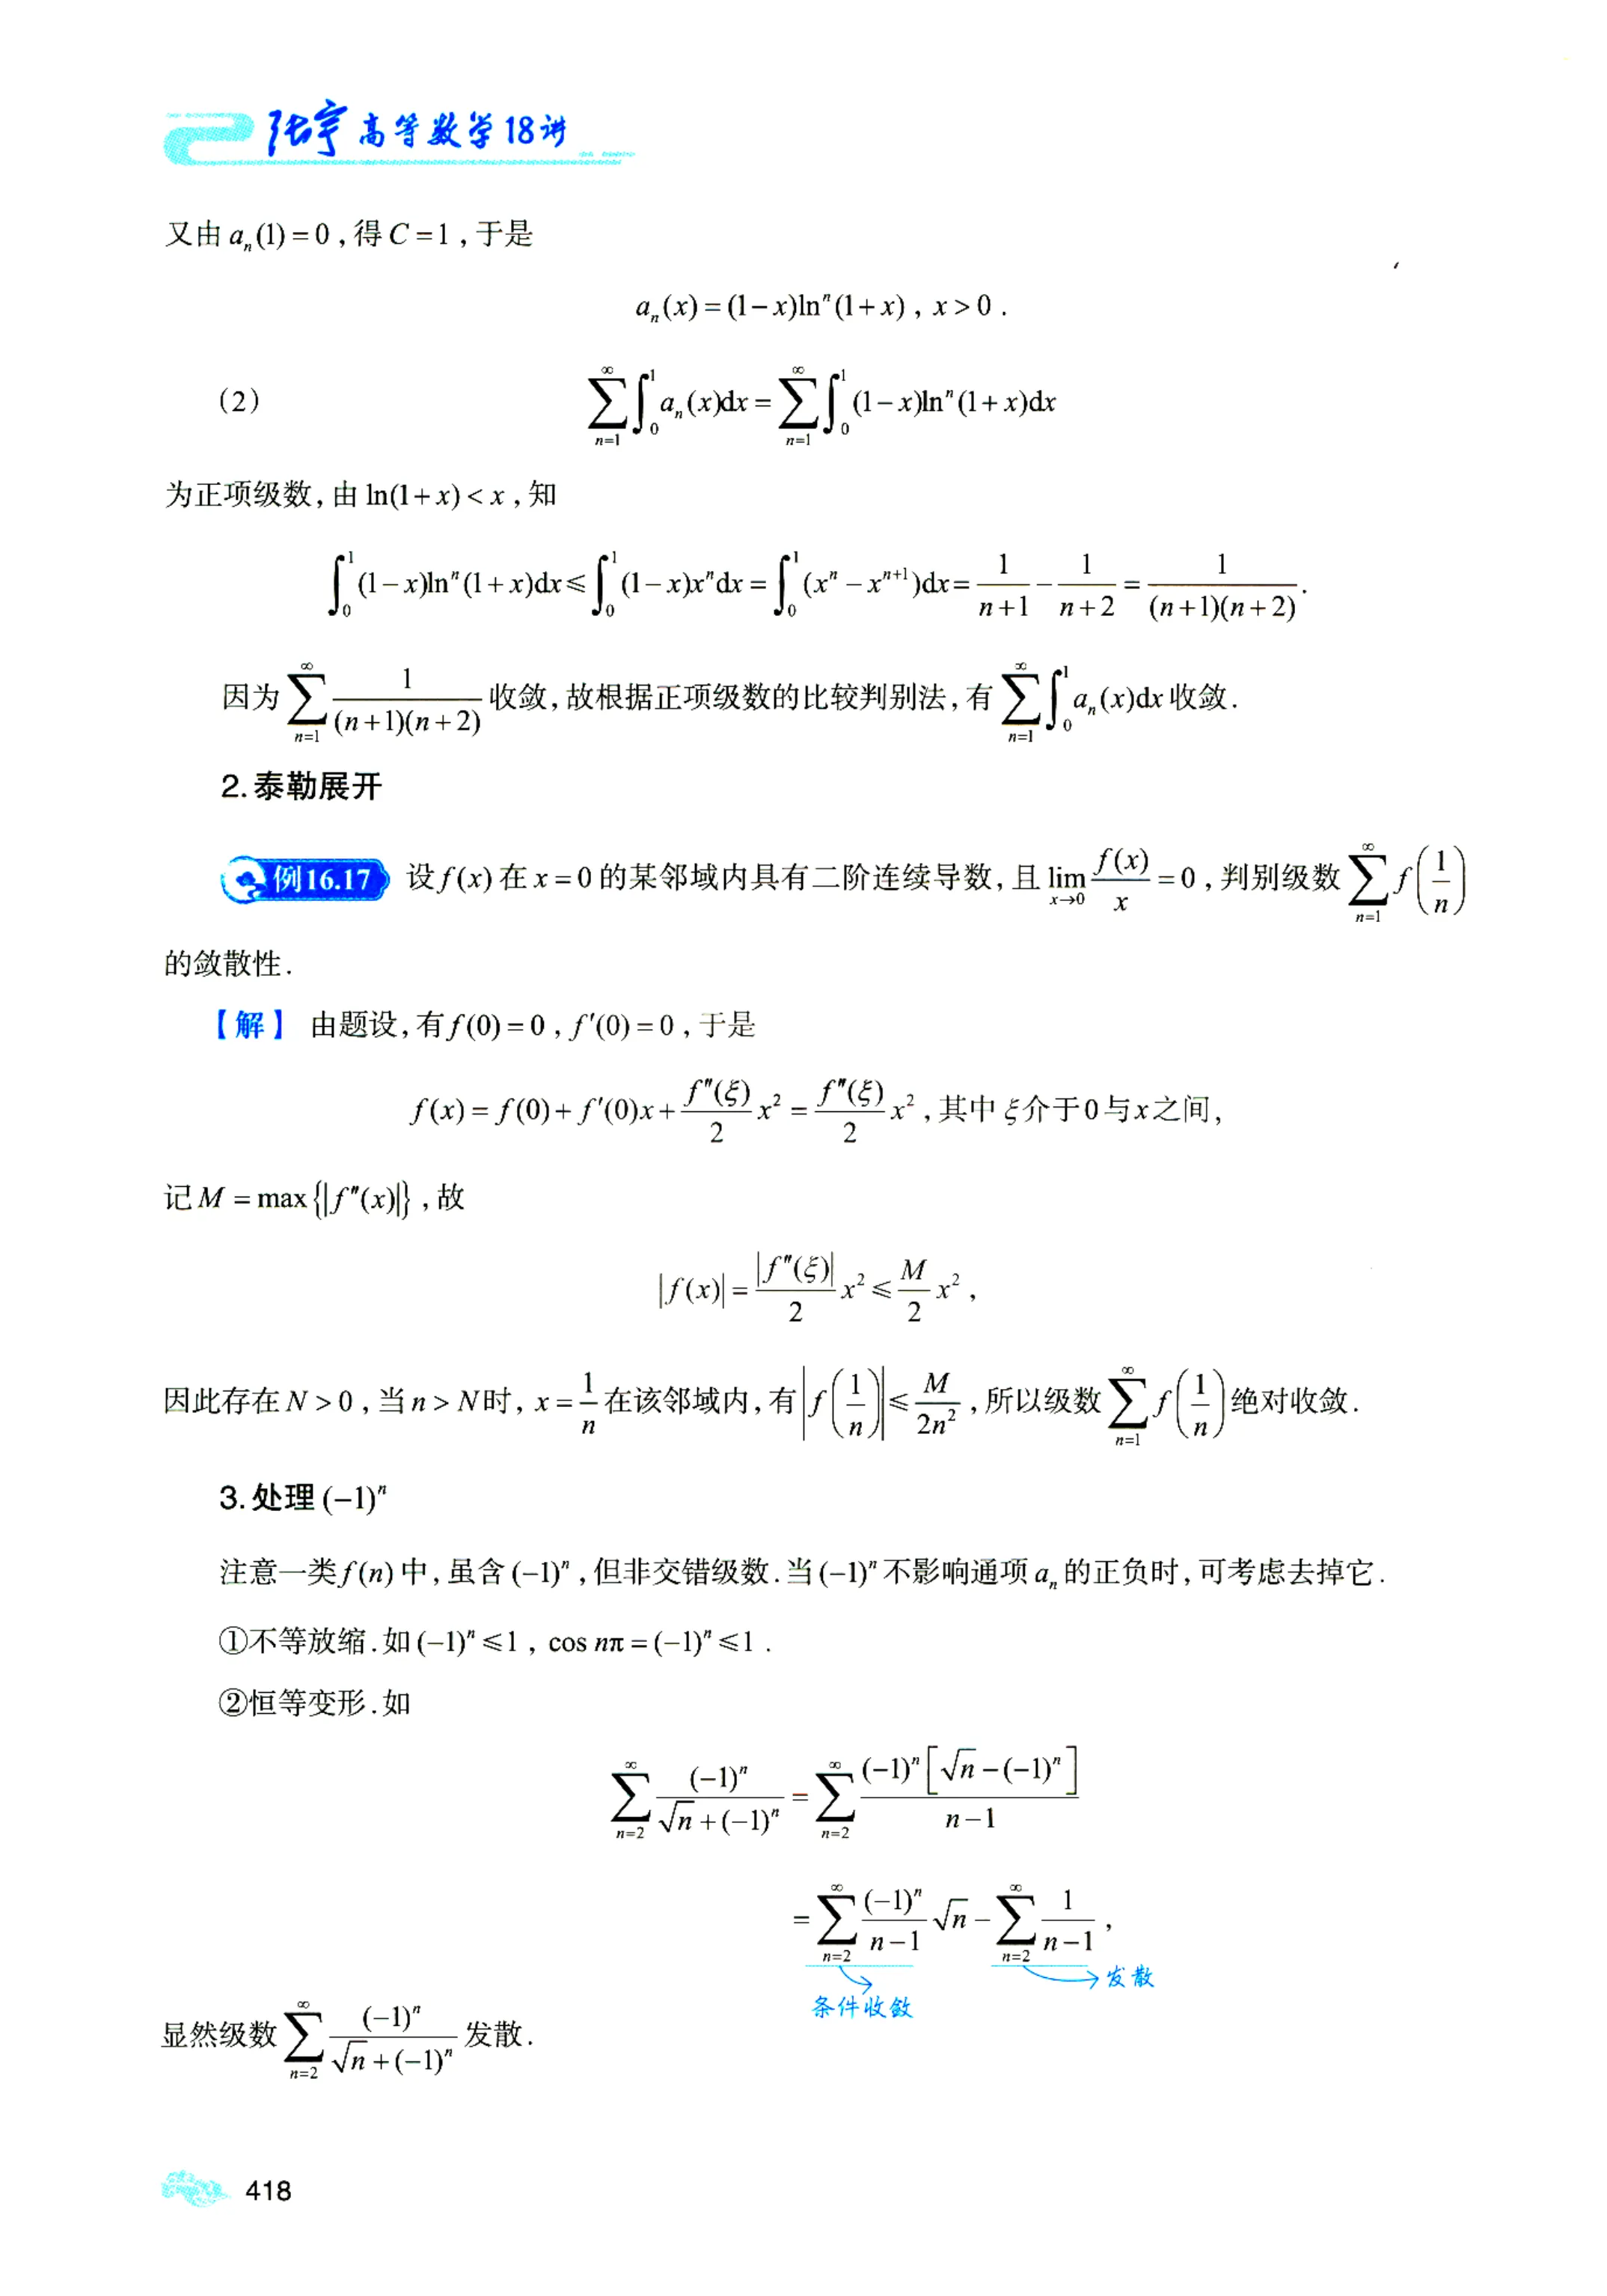 张宇高等数学18讲
又由 $a_n(1)=0$，得 $C=1$，于是
$a_n(x)=(1-x)\ln^n(1+x)$，$x>0$．
（2） $\sum_{n=1}^{\infty}\int_0^1 a_n(x)\mathrm{d}x=\sum_{n=1}^{\infty}\int_0^1(1-x)\ln^n(1+x)\mathrm{d}x$
为正项级数，由 $\ln(1+x)<x$，知
$\int_0^1(1-x)\ln^n(1+x)\mathrm{d}x\leqslant\int_0^1(1-x)x^n\mathrm{d}x=\int_0^1(x^n-x^{n+1})\mathrm{d}x=\frac{1}{n+1}-\frac{1}{n+2}=\frac{1}{(n+1)(n+2)}$．
因为 $\sum_{n=1}^{\infty}\frac{1}{(n+1)(n+2)}$ 收敛，故根据正项级数的比较判别法，有 $\sum_{n=1}^{\infty}\int_0^1 a_n(x)\mathrm{d}x$ 收敛．
2.泰勒展开
例16.17 设 $f(x)$ 在 $x=0$ 的某邻域内具有二阶连续导数，且 $\lim_{x\to 0}\frac{f(x)}{x}=0$，判别级数 $\sum_{n=1}^{\infty}f\left(\frac{1}{n}\right)$
的敛散性．
【解】 由题设，有 $f(0)=0$，$f'(0)=0$，于是
$f(x)=f(0)+f'(0)x+\frac{f''(\xi)}{2}x^2=\frac{f''(\xi)}{2}x^2$，其中 $\xi$ 介于0与 $x$ 之间，
记 $M=\max\{|f''(x)|\}$，故
$|f(x)|=\frac{|f''(\xi)|}{2}x^2\leqslant\frac{M}{2}x^2$，
因此存在 $N>0$，当 $n>N$ 时，$x=\frac{1}{n}$ 在该邻域内，有 $\left|f\left(\frac{1}{n}\right)\right|\leqslant\frac{M}{2n^2}$，所以级数 $\sum_{n=1}^{\infty}f\left(\frac{1}{n}\right)$ 绝对收敛．
3.处理 $(-1)^n$
注意一类 $f(n)$ 中，虽含 $(-1)^n$，但非交错级数．当 $(-1)^n$ 不影响通项 $a_n$ 的正负时，可考虑去掉它．
①不等放缩．如 $(-1)^n\leqslant 1$，$\cos n\pi=(-1)^n\leqslant 1$．
②恒等变形．如
$\sum_{n=2}^{\infty}\frac{(-1)^n}{\sqrt{n}+(-1)^n}=\sum_{n=2}^{\infty}\frac{(-1)^n\left[\sqrt{n}-(-1)^n\right]}{n-1}$
$=\sum_{n=2}^{\infty}\frac{(-1)^n}{n-1}\sqrt{n}-\sum_{n=2}^{\infty}\frac{1}{n-1}$，
发散
条件收敛
显然级数 $\sum_{n=2}^{\infty}\frac{(-1)^n}{\sqrt{n}+(-1)^n}$ 发散．
418